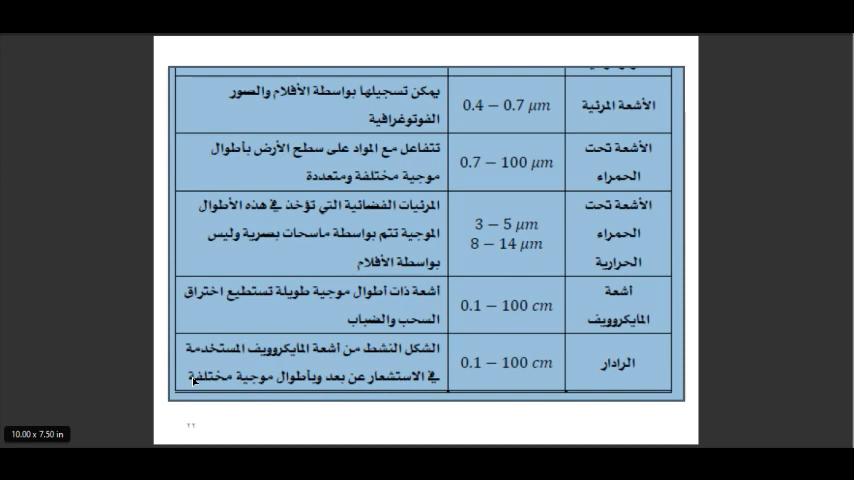 الأشعة المرئية
0.4 – 0.7 μm
يمكن تسجيلها بواسطة الأفلام والصور
الفوتوغرافية
الأشعة تحت
الحمراء
0.7 – 100 μm
تتفاعل مع المواد على سطح الأرض بأطوال
موجية مختلفة ومتعددة
الأشعة تحت
الحمراء
الحرارية
3 – 5 μm
8 – 14 μm
المرئيات الفضائية التي تؤخذ في هذه الأطوال
الموجية تتم بواسطة ماسحات بصرية وليس
بواسطة الأفلام
أشعة
المايكروويف
0.1 – 100 cm
أشعة ذات أطوال موجية طويلة تستطيع اختراق
السحب والضباب
الرادار
0.1 – 100 cm
الشكل النشط من أشعة المايكروويف المستخدمة
في الاستشعار عن بعد وبأطوال موجية مختلفة
٢٢
10.00 x 7.50 in